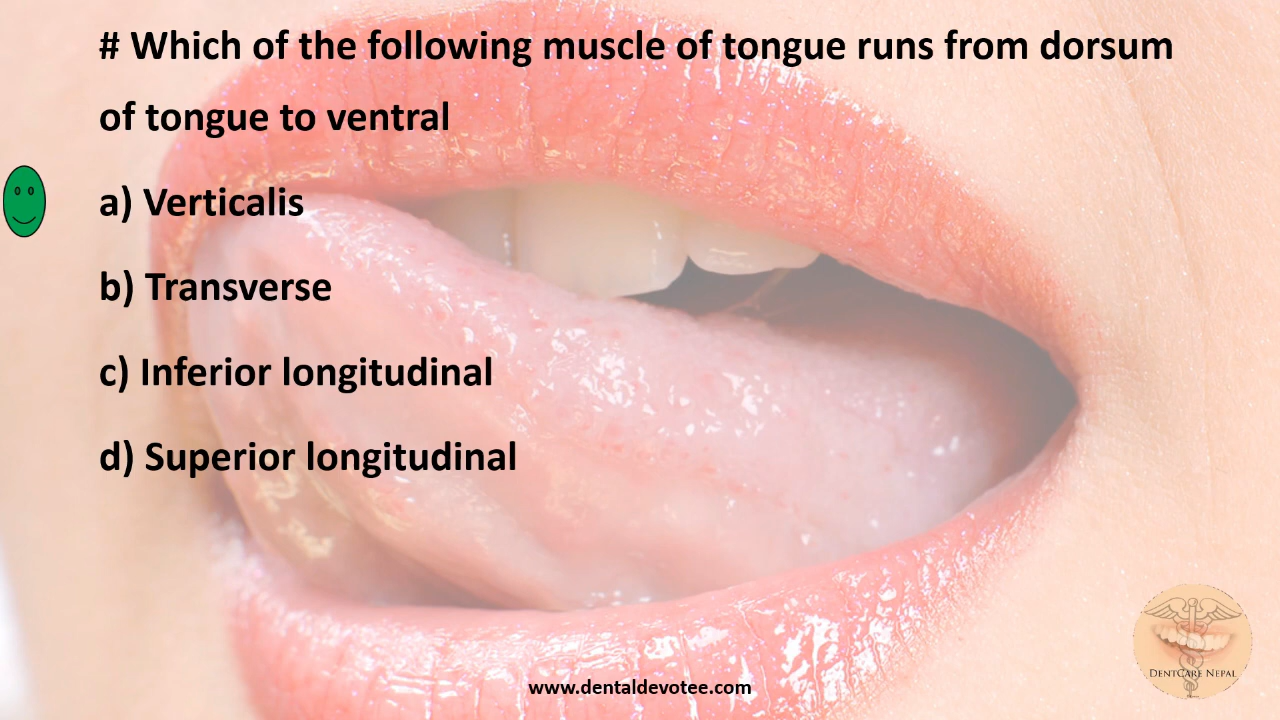 # Which of the following muscle of tongue runs from dorsum
of tongue to ventral
a) Verticalis
b) Transverse
c) Inferior longitudinal
d) Superior longitudinal
DentCare Nepal
www.dentaldevotee.com